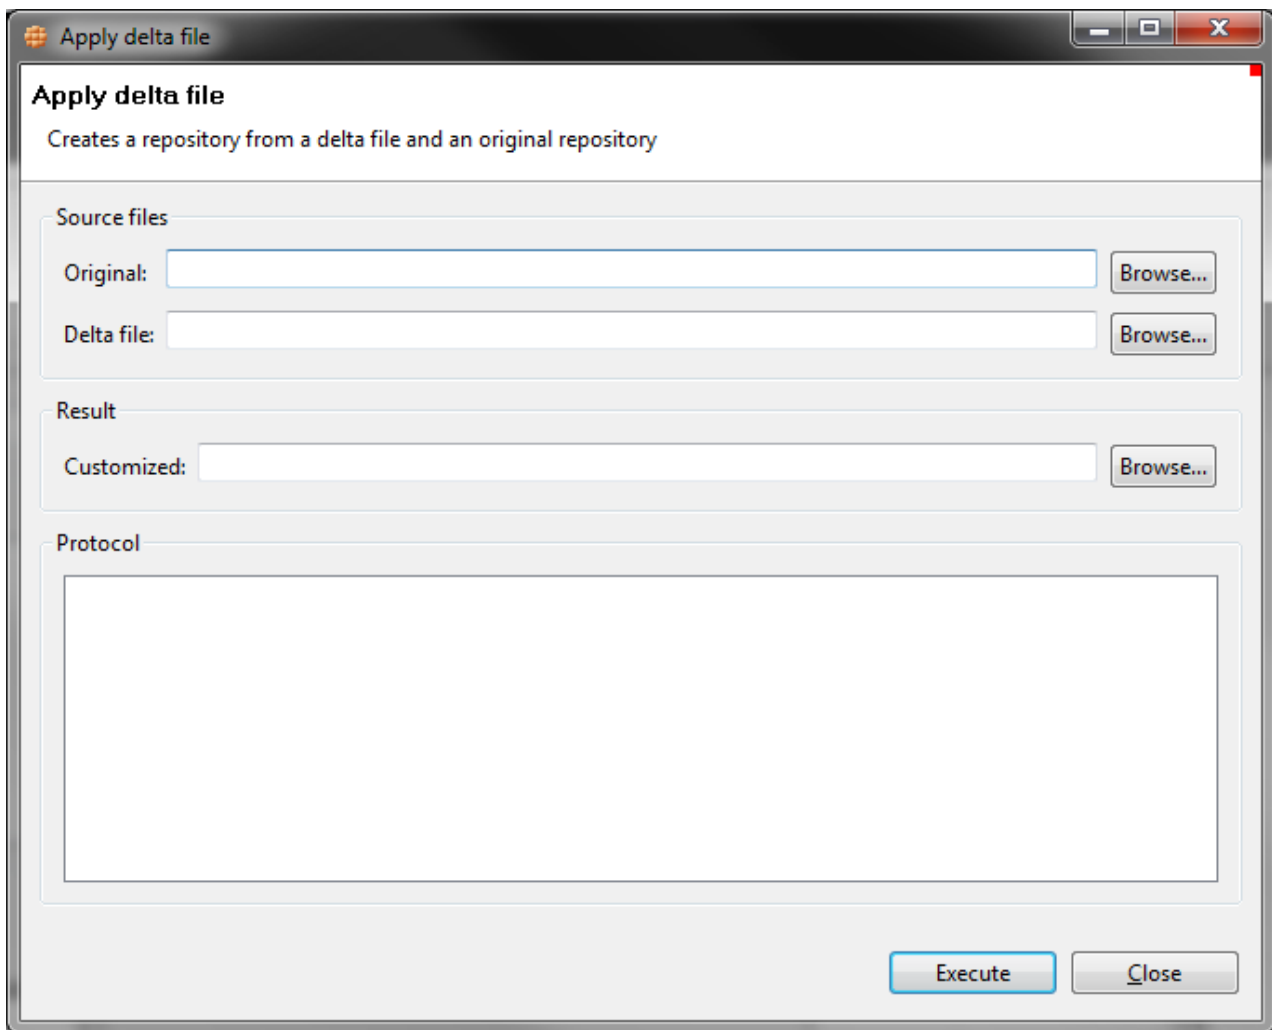 Apply delta file
Apply delta file
Creates a repository from a delta file and an original repository
Source files
Original:
Browse...
Delta file:
Browse...
Result
Customized:
Browse...
Protocol
Execute
Close